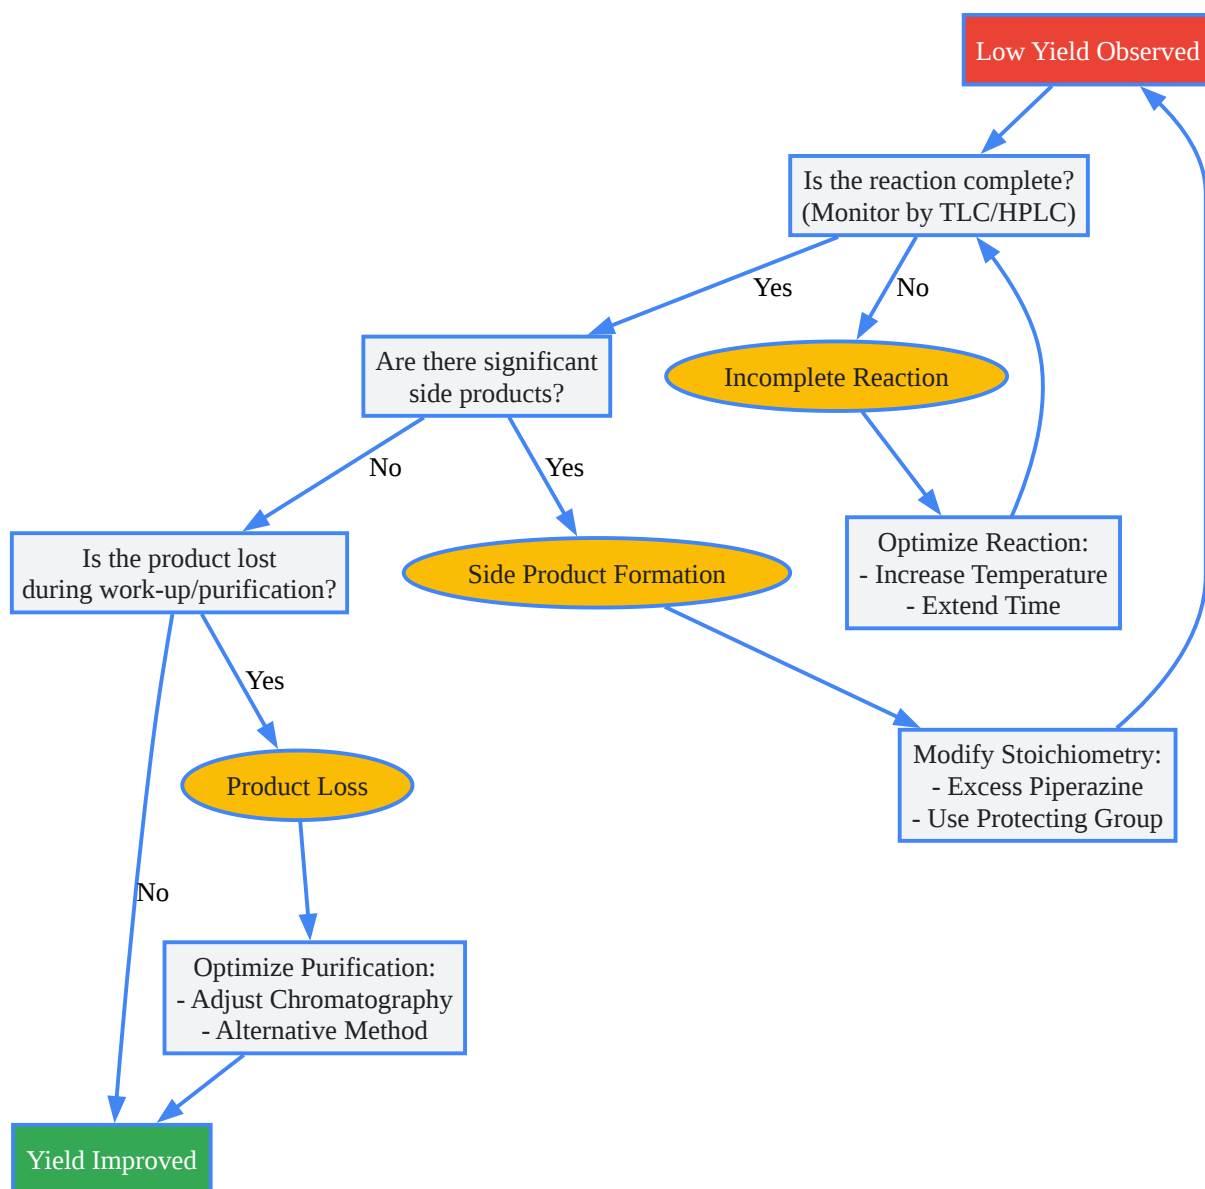 Low Yield Observed
Is the reaction complete?
(Monitor by TLC/HPLC)
Yes
No
Are there significant
side products?
Incomplete Reaction
No
Yes
Is the product lost
during work-up/purification?
Side Product Formation
Optimize Reaction:
- Increase Temperature
- Extend Time
Yes
Product Loss
Modify Stoichiometry:
- Excess Piperazine
- Use Protecting Group
No
Optimize Purification:
- Adjust Chromatography
- Alternative Method
Yield Improved